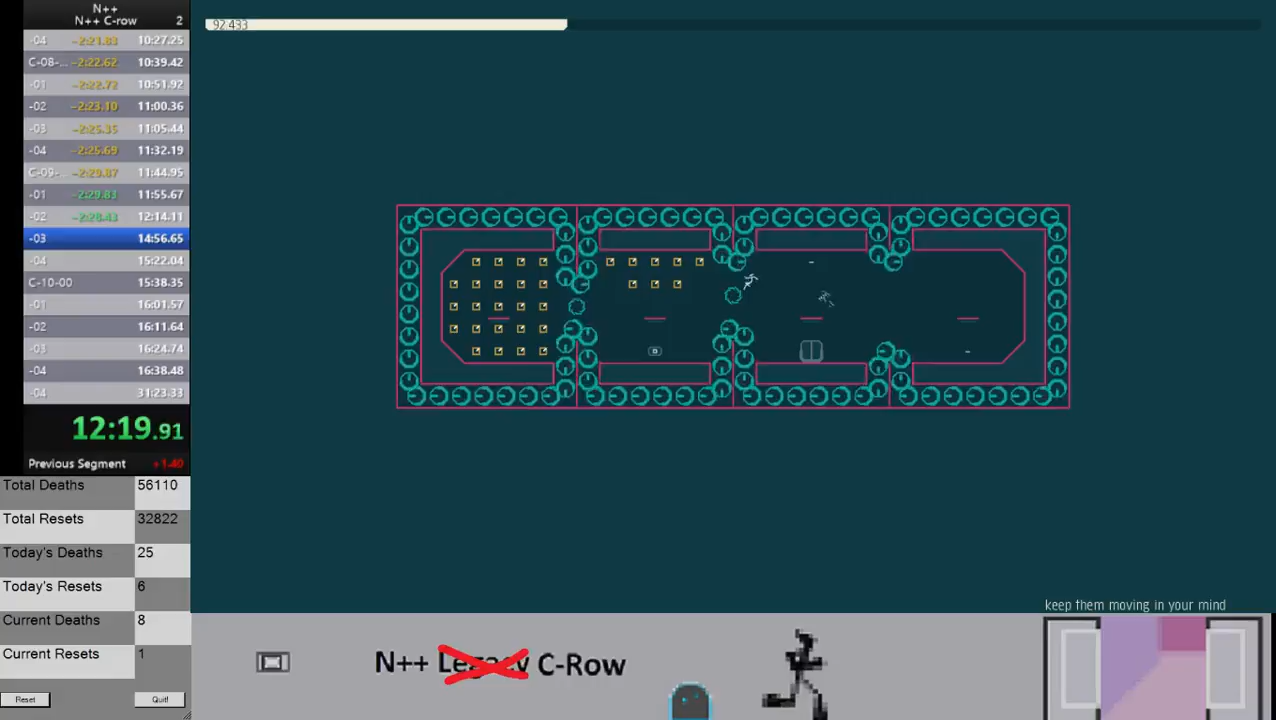 N++
N++ C-row 2
-04 -2:21.83 10:27.25
C-08-... -2:22.62 10:39.42
-01 -2:22.72 10:51.92
-02 -2:23.10 11:00.36
-03 -2:25.35 11:05.44
-04 -2:25.69 11:32.19
C-09-... -2:29.87 11:44.95
-01 -2:29.83 11:55.67
-02 -2:28.43 12:14.11
-03 14:56.65
-04 15:22.04
C-10-00 15:38.35
-01 16:01.57
-02 16:11.64
-03 16:24.74
-04 16:38.48
-04 31:23.33
12:19.91
Previous Segment +1.40
Total Deaths 56110
Total Resets 32822
Today's Deaths 25
Today's Resets 6
Current Deaths 8
Current Resets 1
Reset Quit!
92.433
keep them moving in your mind
N++ Legacy C-Row